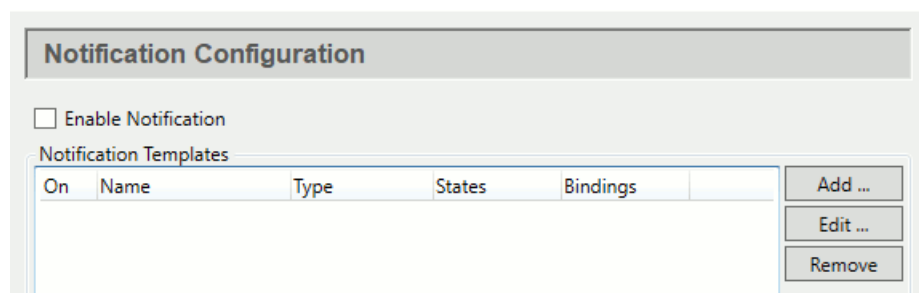 Notification Configuration
Enable Notification
Notification Templates
On Name Type States Bindings
Add ...
Edit ...
Remove